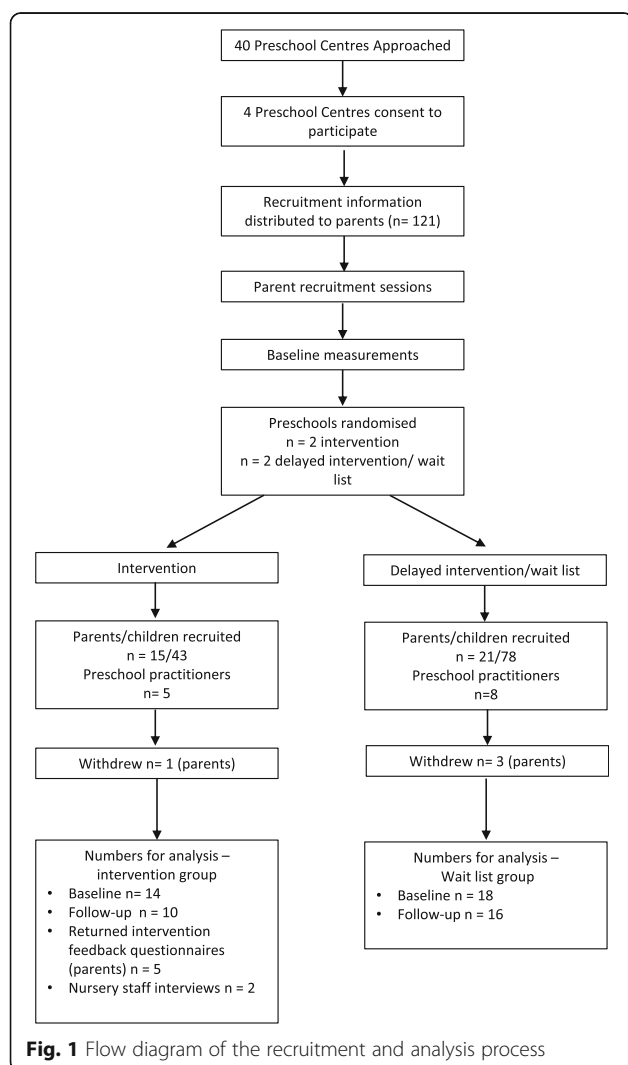 40 Preschool Centres Approached
4 Preschool Centres consent to
participate
Recruitment information
distributed to parents (n= 121)
Parent recruitment sessions
Baseline measurements
Preschools randomised
n = 2 intervention
n = 2 delayed intervention/ wait
list
Intervention
Parents/children recruited
n = 15/43
Preschool practitioners
n= 5
Withdrew n= 1 (parents)
Numbers for analysis –
intervention group
• Baseline n= 14
• Follow-up n = 10
• Returned intervention
feedback questionnaires
(parents) n = 5
• Nursery staff interviews n = 2
Delayed intervention/wait list
Parents/children recruited
n = 21/78
Preschool practitioners
n=8
Withdrew n= 3 (parents)
Numbers for analysis –
Wait list group
• Baseline n = 18
• Follow-up n = 16
Fig. 1 Flow diagram of the recruitment and analysis process